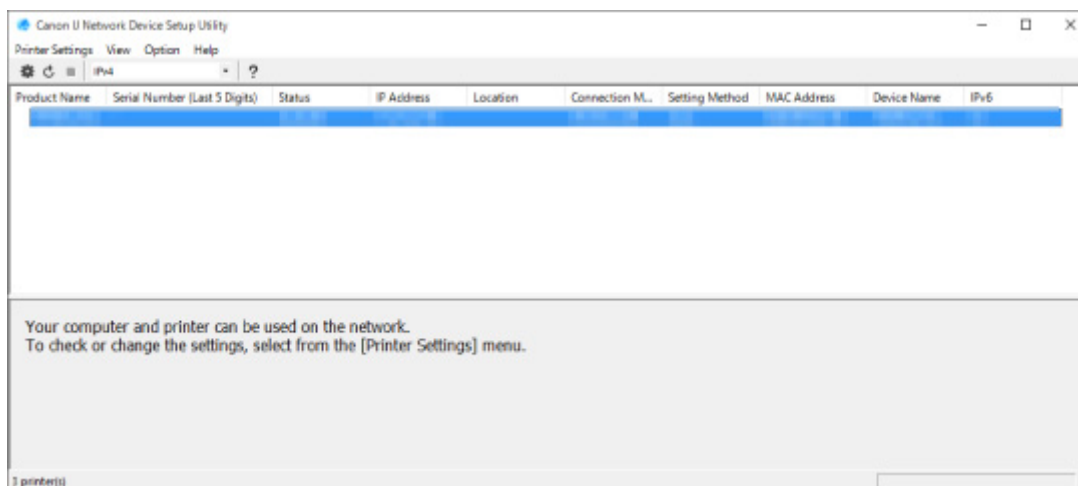 Canon IJ Network Device Setup Utility
Printer Settings View Option Help
IPv4 ?
Product Name Serial Number (Last 5 Digits) Status IP Address Location Connection M... Setting Method MAC Address Device Name IPv6
Your computer and printer can be used on the network.
To check or change the settings, select from the [Printer Settings] menu.
1 printer(s)